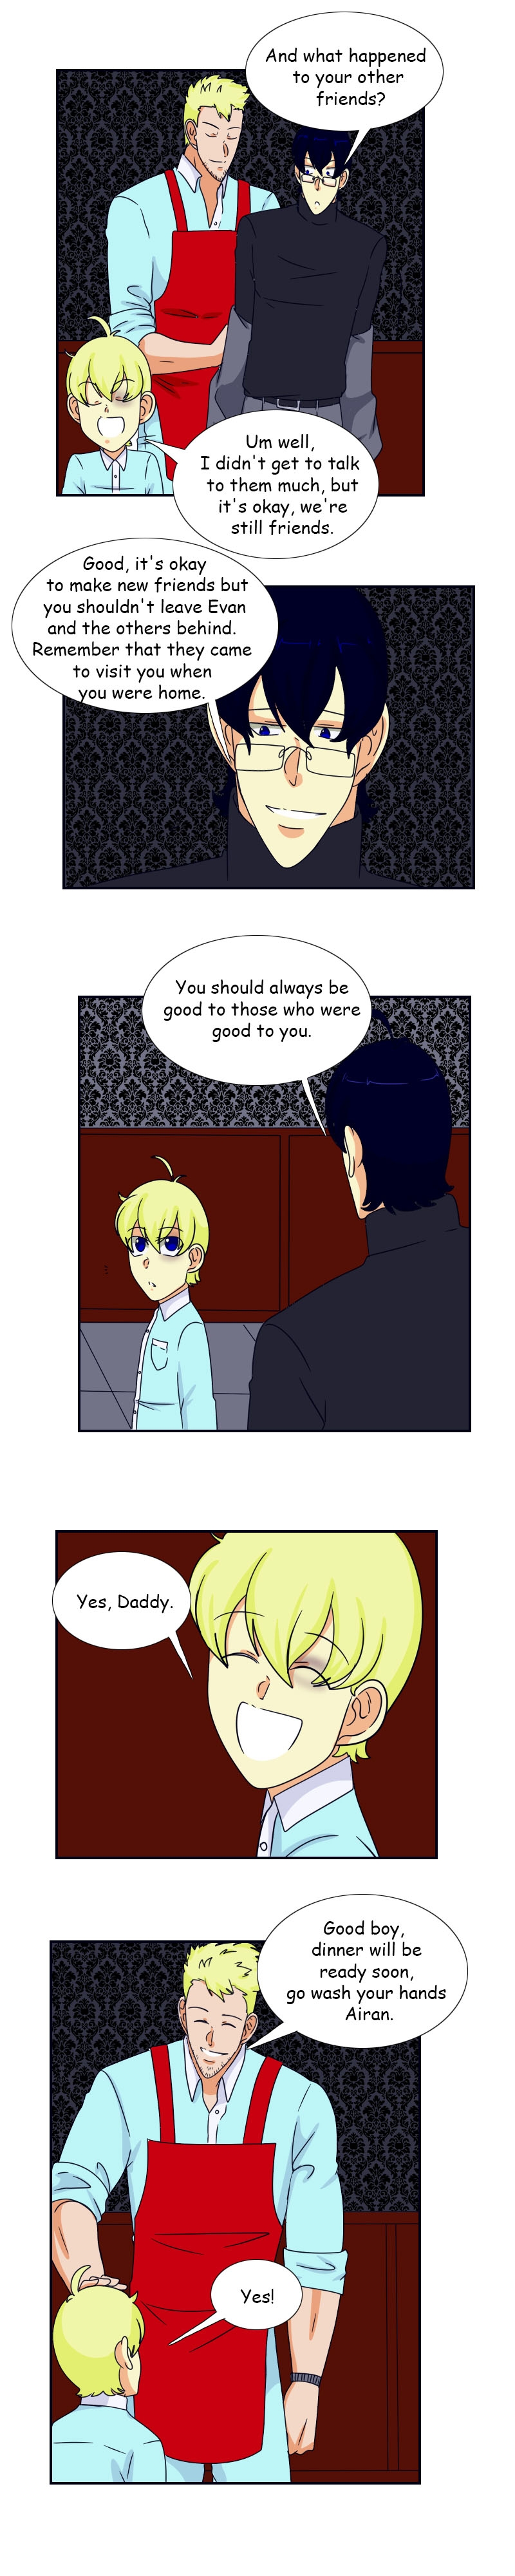 And what happened
to your other
friends?
Um well,
I didn't get to talk
to them much, but
it's okay, we're
still friends.
Good, it's okay
to make new friends but
you shouldn't leave Evan
and the others behind.
Remember that they came
to visit you when
you were home.
You should always be
good to those who were
good to you.
Yes, Daddy.
Good boy,
dinner will be
ready soon,
go wash your hands
Airan.
Yes!